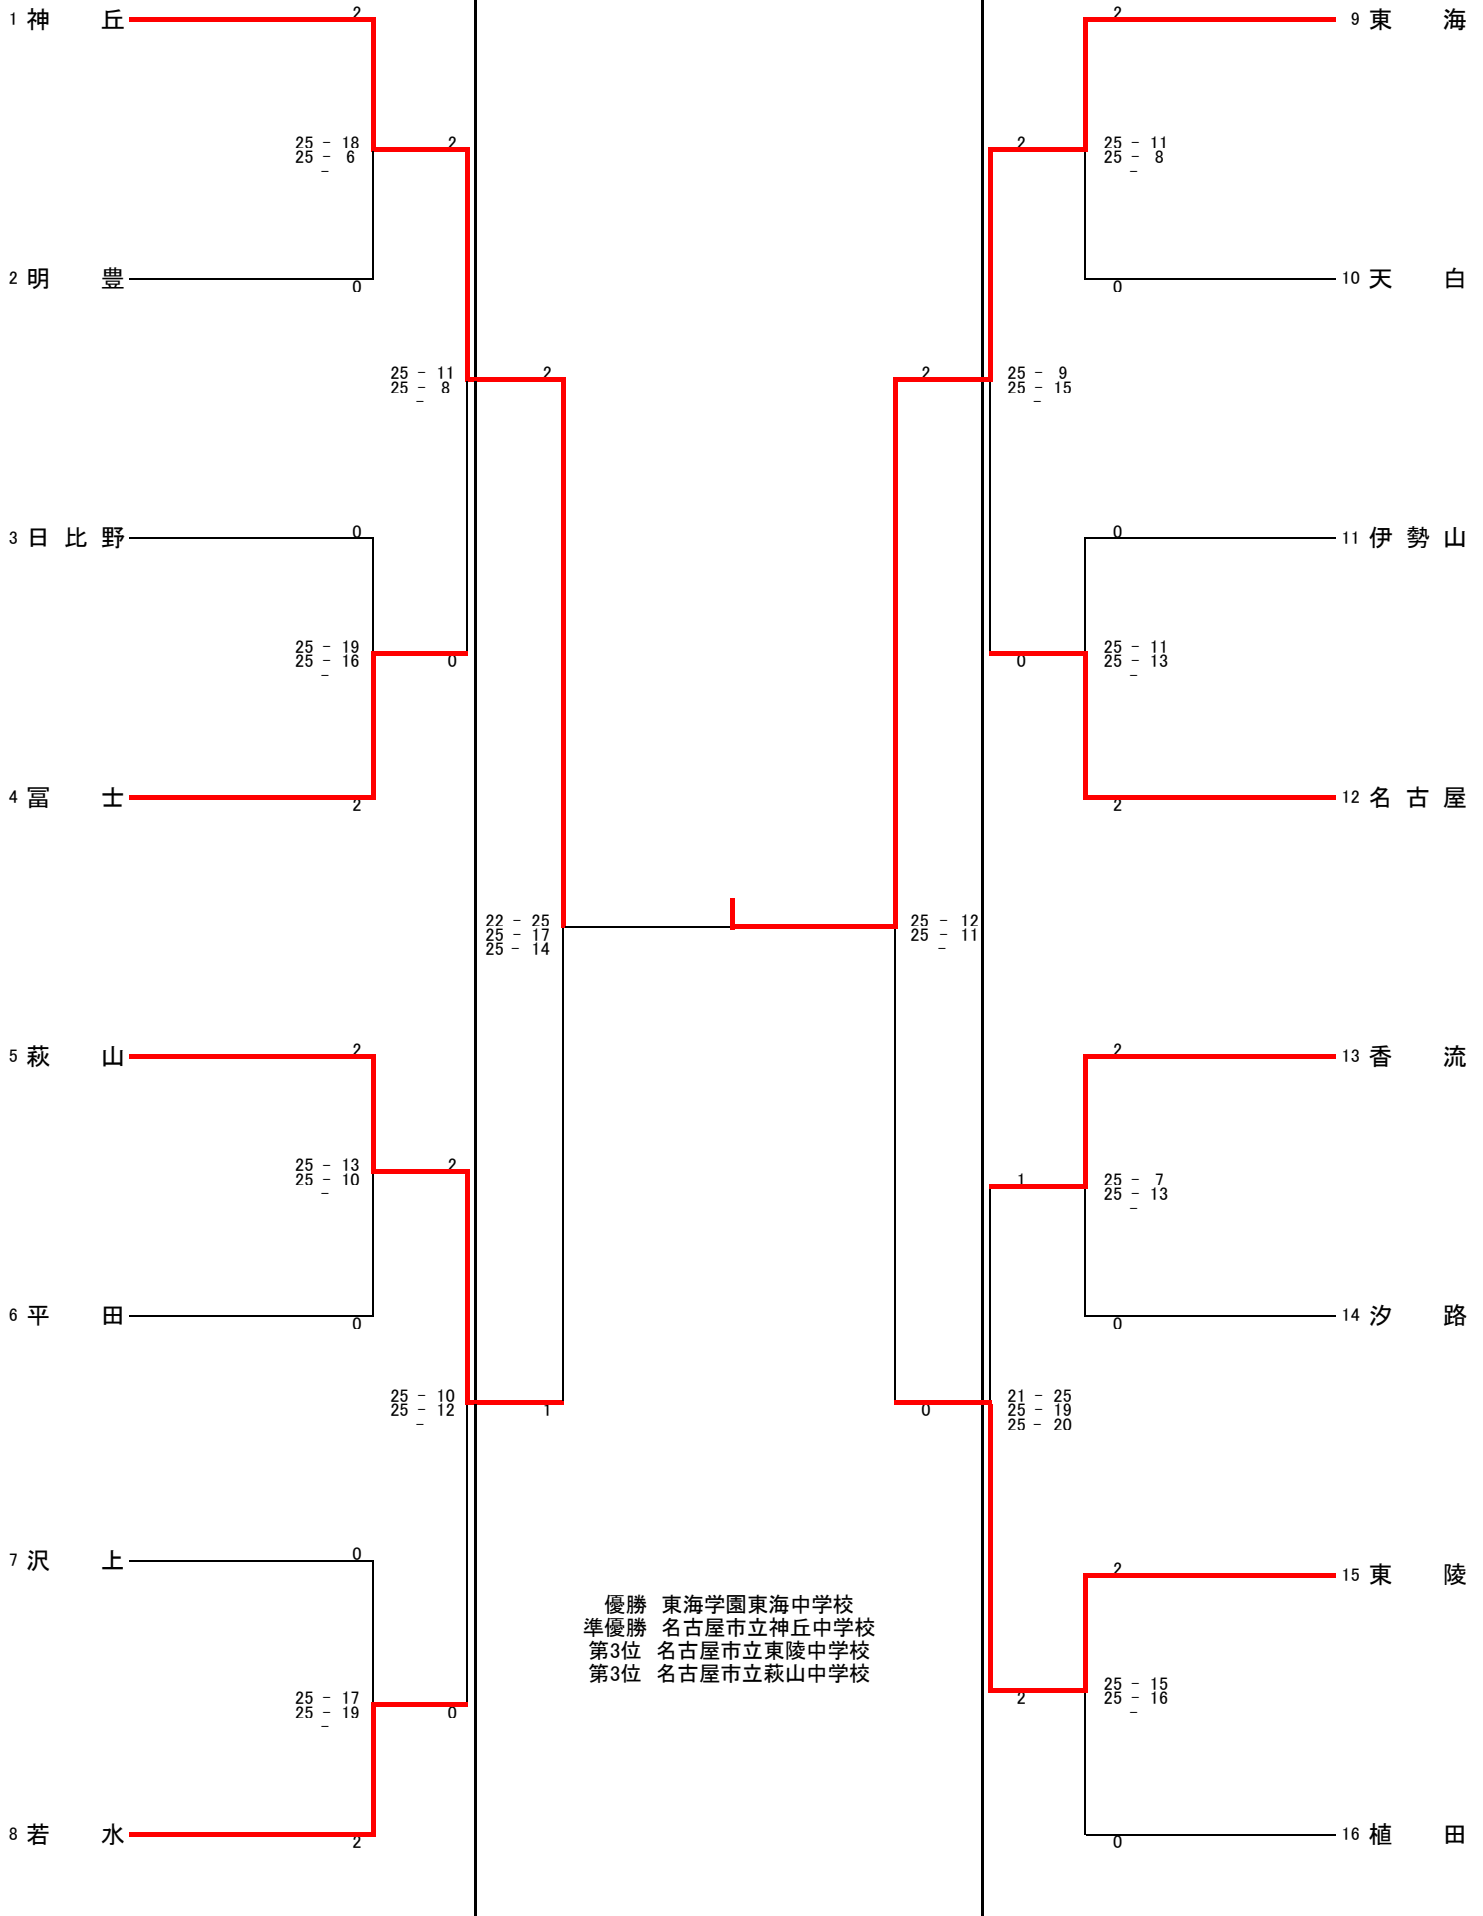 1 神 丘 2 2 9 東 海
25 - 18 2 2 25 - 11
25 - 6 25 - 8
- -
2 明 豊 0 0 10 天 白
25 - 11 2 2 25 - 9
25 - 8 25 - 15
- -
3 日 比 野 0 0 11 伊 勢 山
25 - 19 25 - 11
25 - 16 0 0 25 - 13
- -
4 冨 士 2 2 12 名 古 屋
22 - 25 25 - 12
25 - 17 25 - 11
25 - 14 -
5 萩 山 2 2 13 香 流
25 - 13 2 1 25 - 7
25 - 10 25 - 13
- -
6 平 田 0 0 14 汐 路
25 - 10 21 - 25
25 - 12 1 0 25 - 19
- 25 - 20
7 沢 上 0 2 15 東 陵
優勝 東海学園東海中学校
準優勝 名古屋市立神丘中学校
第3位 名古屋市立東陵中学校
第3位 名古屋市立萩山中学校
25 - 17 2 25 - 15
25 - 19 0 25 - 16
- -
8 若 水 2 0 16 植 田